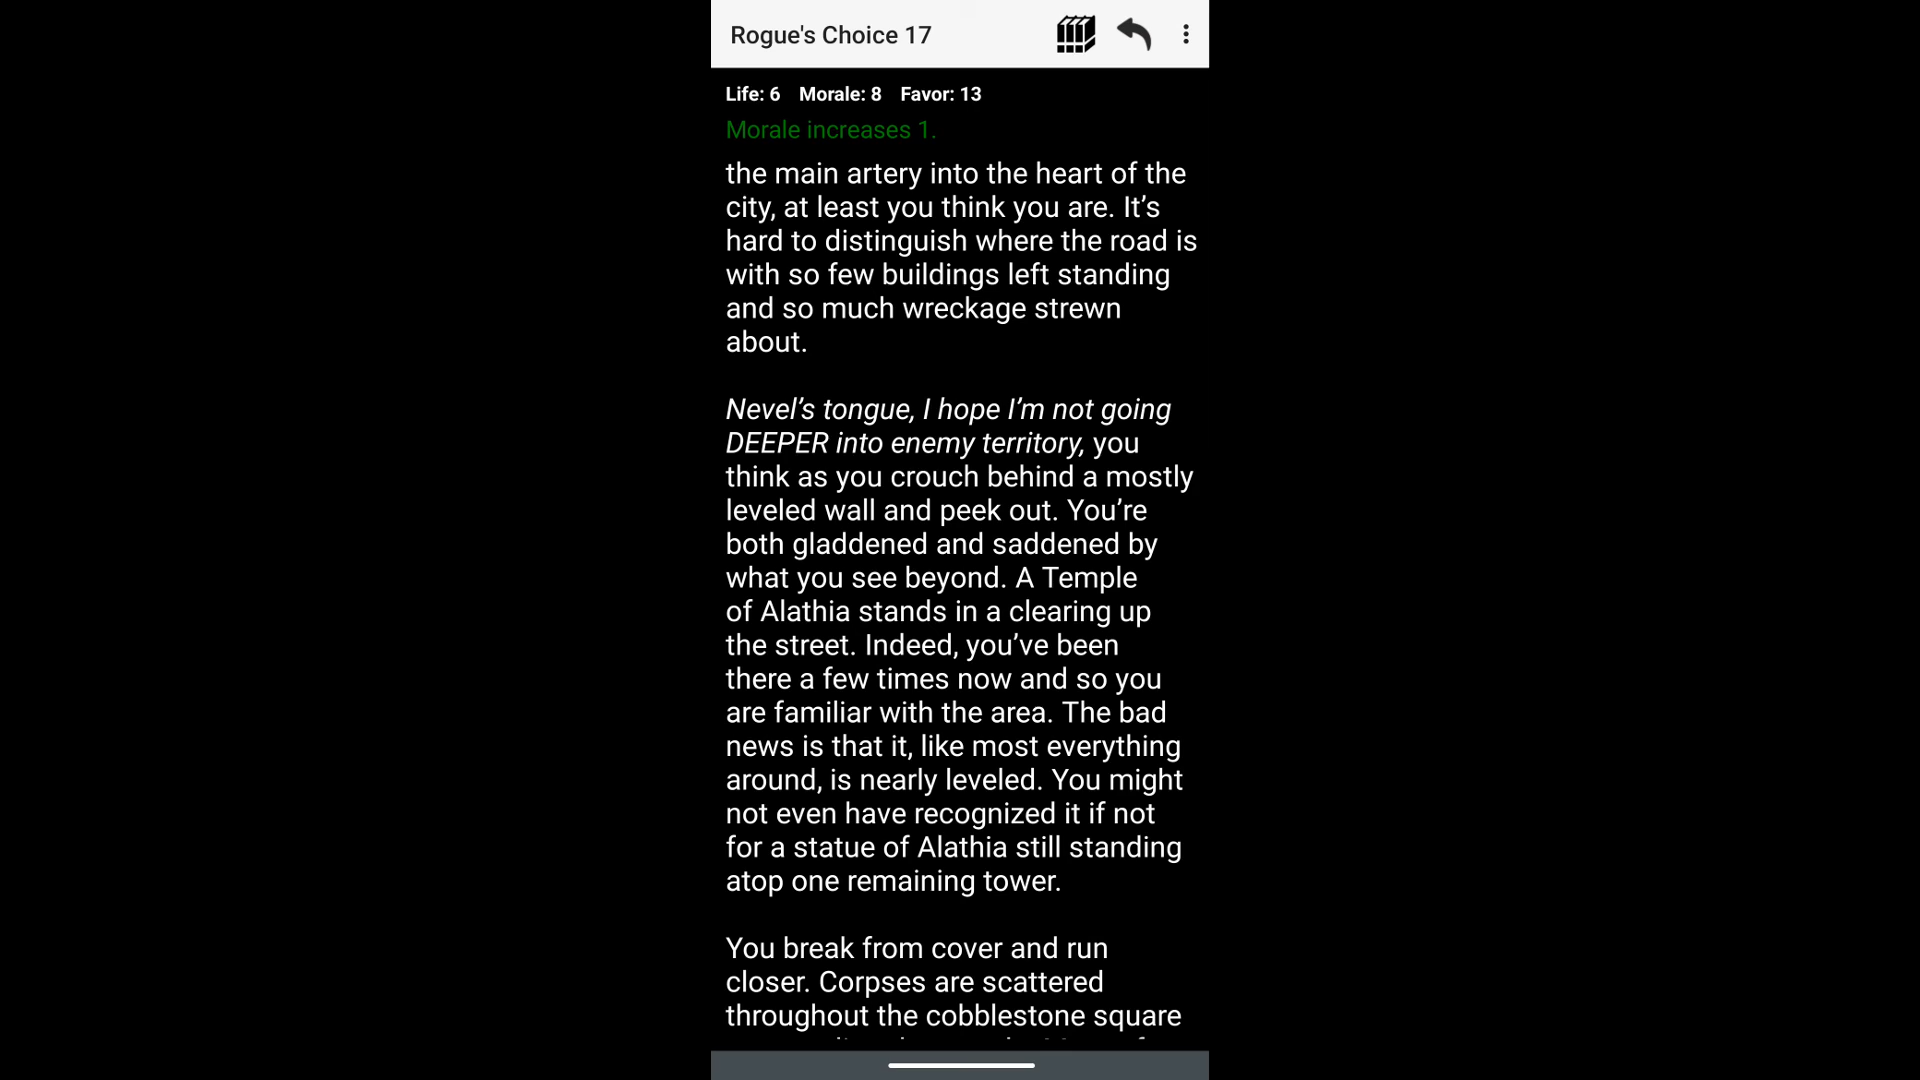 Rogue's Choice 17
Life: 6 Morale: 8 Favor: 13
Morale increases 1.
the main artery into the heart of the
city, at least you think you are. It’s
hard to distinguish where the road is
with so few buildings left standing
and so much wreckage strewn
about.
Nevel’s tongue, I hope I’m not going
DEEPER into enemy territory, you
think as you crouch behind a mostly
leveled wall and peek out. You’re
both gladdened and saddened by
what you see beyond. A Temple
of Alathia stands in a clearing up
the street. Indeed, you’ve been
there a few times now and so you
are familiar with the area. The bad
news is that it, like most everything
around, is nearly leveled. You might
not even have recognized it if not
for a statue of Alathia still standing
atop one remaining tower.
You break from cover and run
closer. Corpses are scattered
throughout the cobblestone square